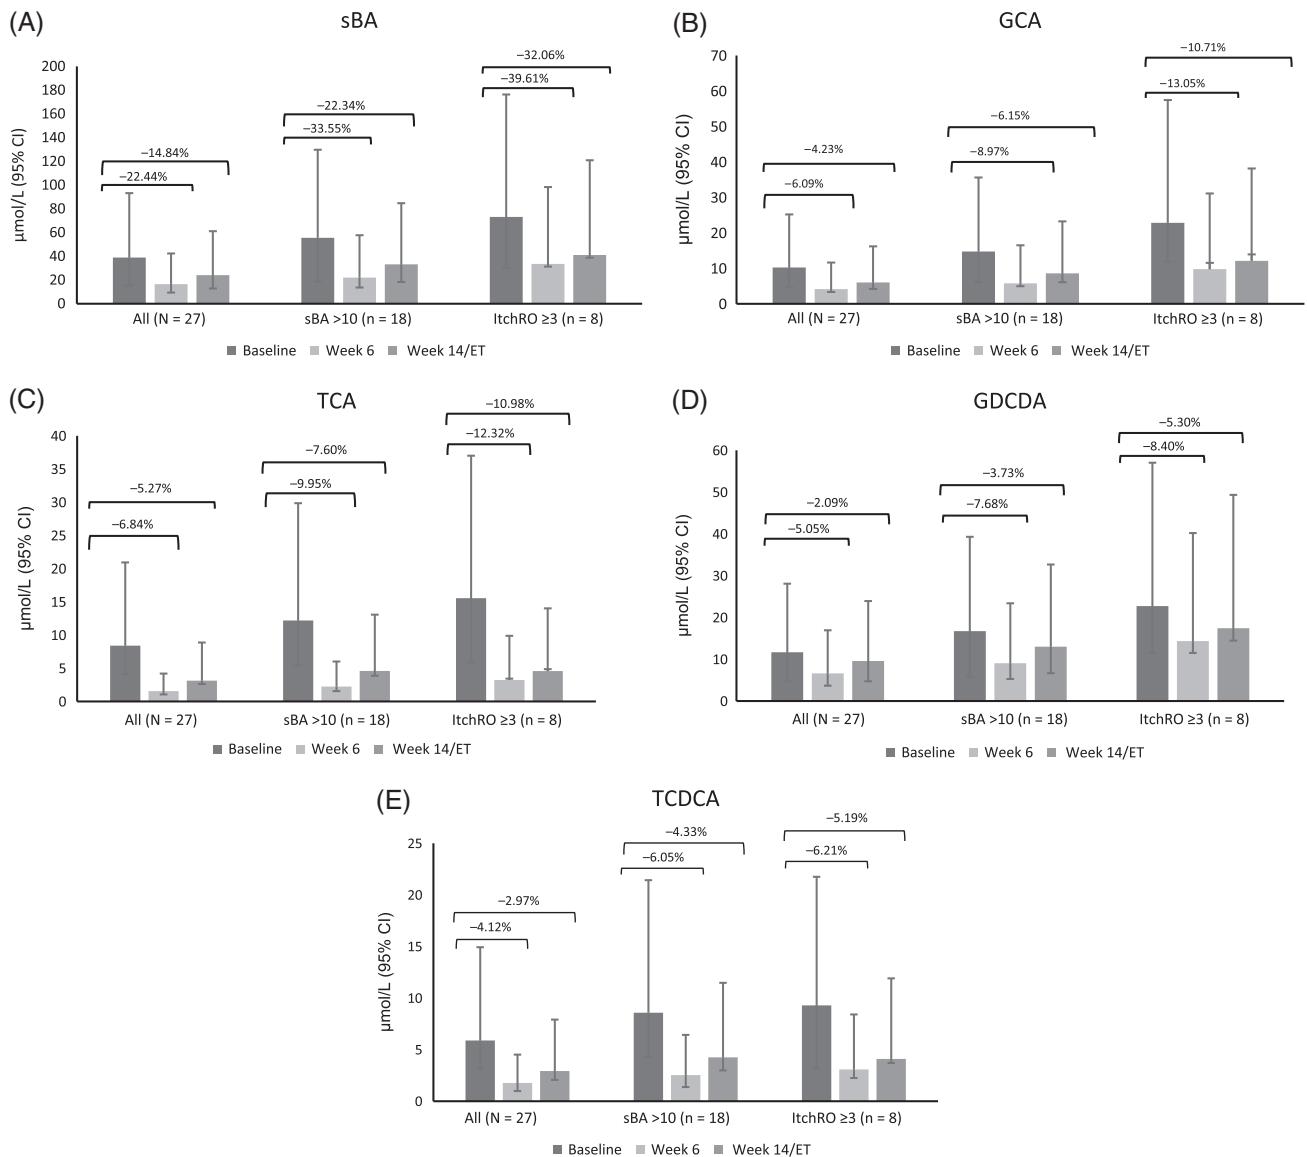 (A)
sBA
μmol/L (95% CI)
200
180
160
140
120
100
80
60
40
20
0
−14.84%
−22.44%
−22.34%
−33.55%
−32.06%
−39.61%
All (N = 27)
sBA >10 (n = 18)
ItchRO ≥3 (n = 8)
Baseline
Week 6
Week 14/ET
(B)
GCA
μmol/L (95% CI)
70
60
50
40
30
20
10
0
−4.23%
−6.09%
−6.15%
−8.97%
−10.71%
−13.05%
All (N = 27)
sBA >10 (n = 18)
ItchRO ≥3 (n = 8)
Baseline
Week 6
Week 14/ET
(C)
TCA
μmol/L (95% CI)
40
35
30
25
20
15
10
5
0
−5.27%
−6.84%
−7.60%
−9.95%
−10.98%
−12.32%
All (N = 27)
sBA >10 (n = 18)
ItchRO ≥3 (n = 8)
Baseline
Week 6
Week 14/ET
(D)
GDCDA
μmol/L (95% CI)
60
50
40
30
20
10
0
−2.09%
−5.05%
−3.73%
−7.68%
−5.30%
−8.40%
All (N = 27)
sBA >10 (n = 18)
ItchRO ≥3 (n = 8)
Baseline
Week 6
Week 14/ET
(E)
TCDCA
μmol/L (95% CI)
25
20
15
10
5
0
−2.97%
−4.12%
−4.33%
−6.05%
−5.19%
−6.21%
All (N = 27)
sBA >10 (n = 18)
ItchRO ≥3 (n = 8)
Baseline
Week 6
Week 14/ET